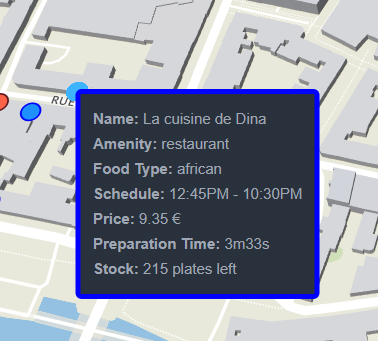 RUE
Name: La cuisine de Dina
Amenity: restaurant
Food Type: african
Schedule: 12:45PM - 10:30PM
Price: 9.35 €
Preparation Time: 3m33s
Stock: 215 plates left